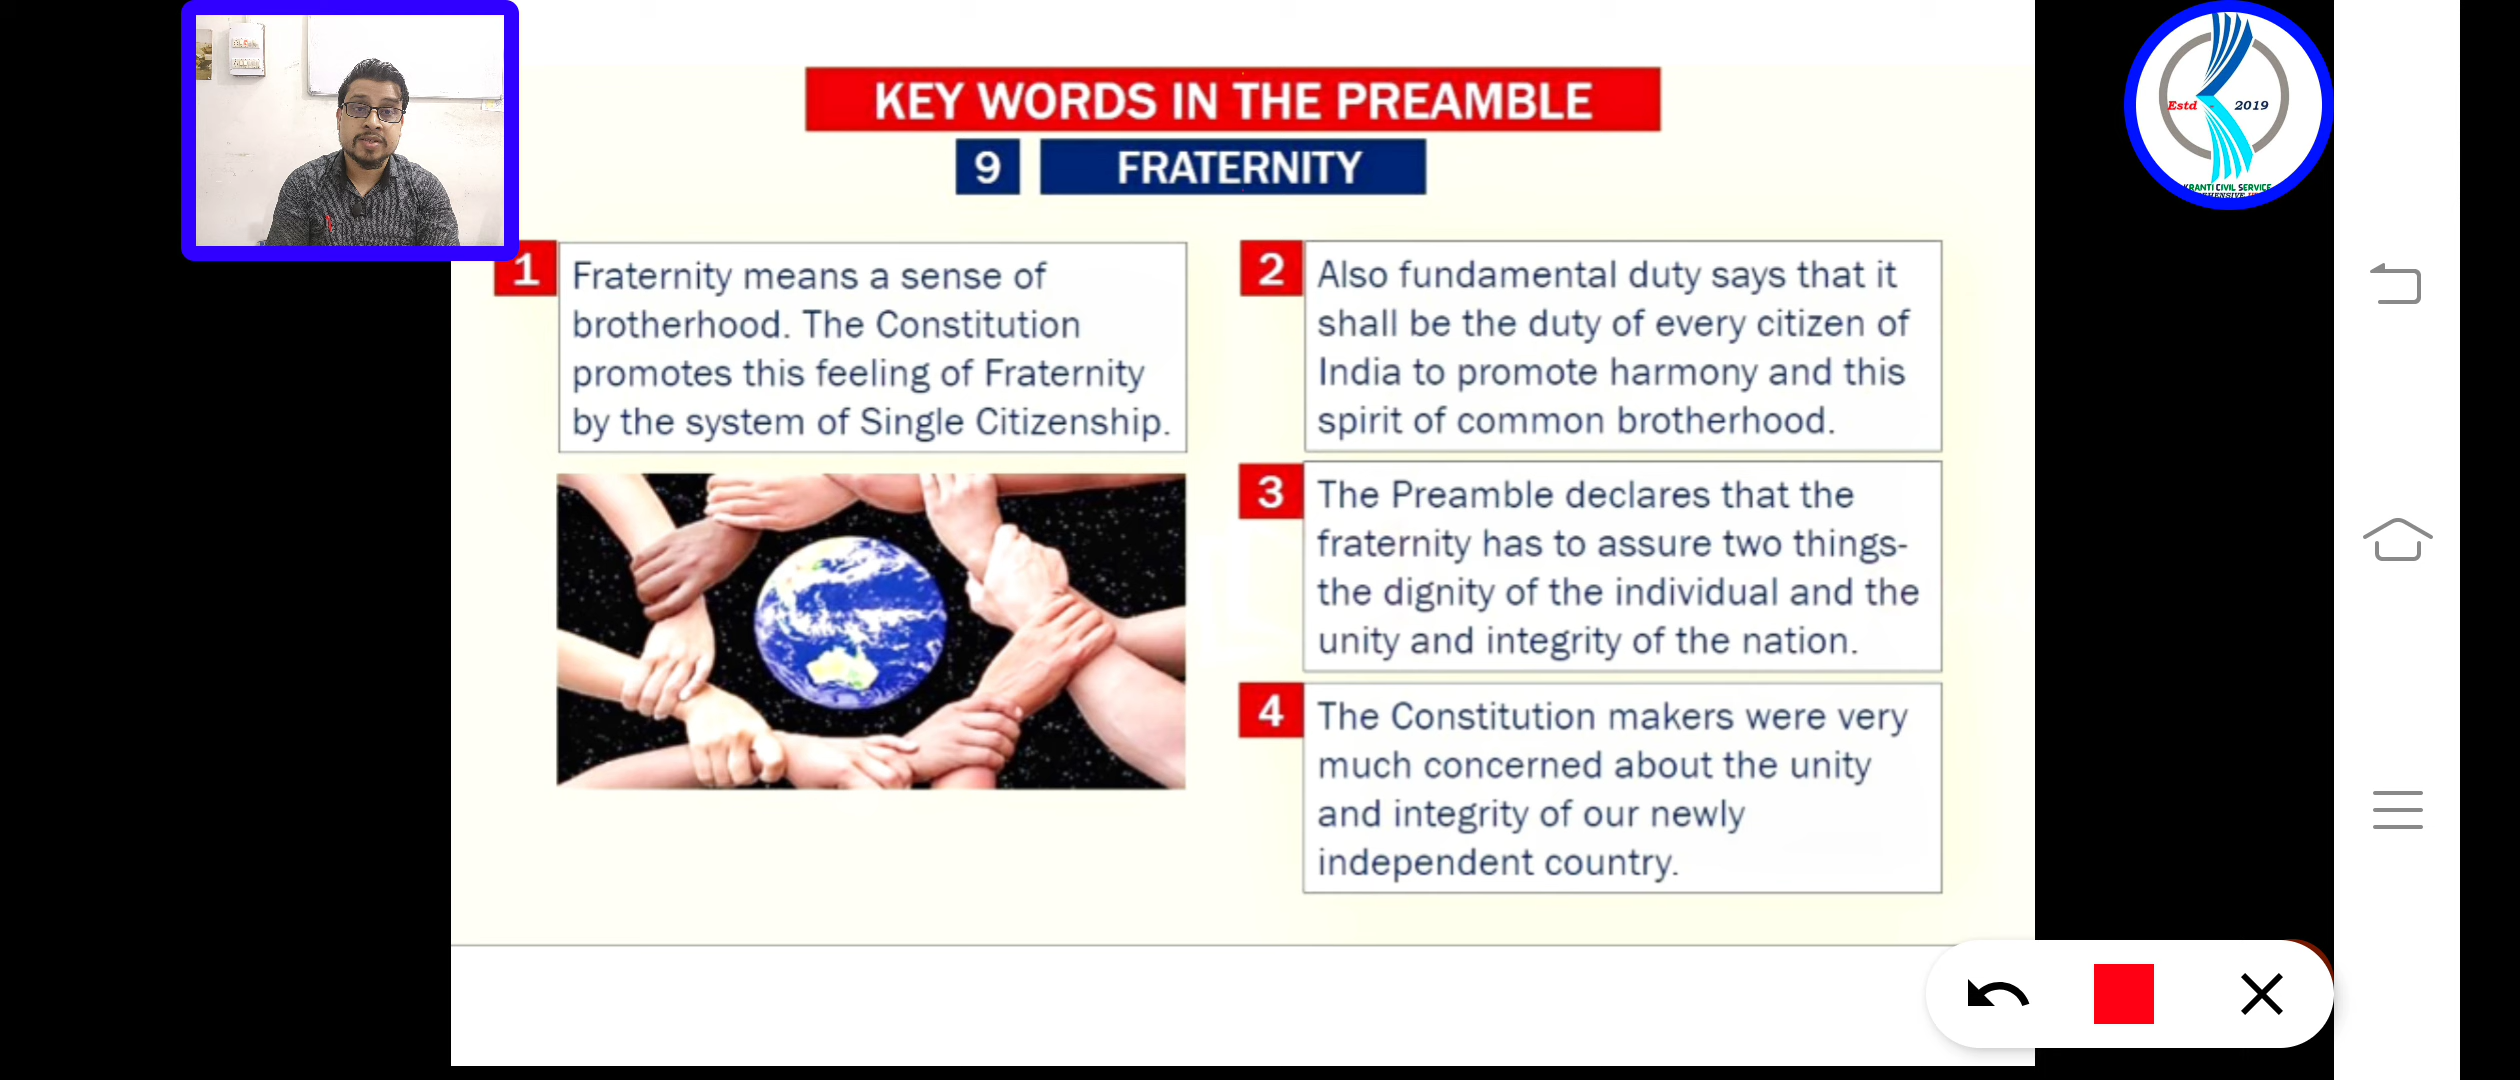 KEY WORDS IN THE PREAMBLE
9 FRATERNITY
1
Fraternity means a sense of
brotherhood. The Constitution
promotes this feeling of Fraternity
by the system of Single Citizenship.
2
Also fundamental duty says that it
shall be the duty of every citizen of
India to promote harmony and this
spirit of common brotherhood.
3
The Preamble declares that the
fraternity has to assure two things-
the dignity of the individual and the
unity and integrity of the nation.
4
The Constitution makers were very
much concerned about the unity
and integrity of our newly
independent country.
Estd - 2019
KRANTI CIVIL SERVICE